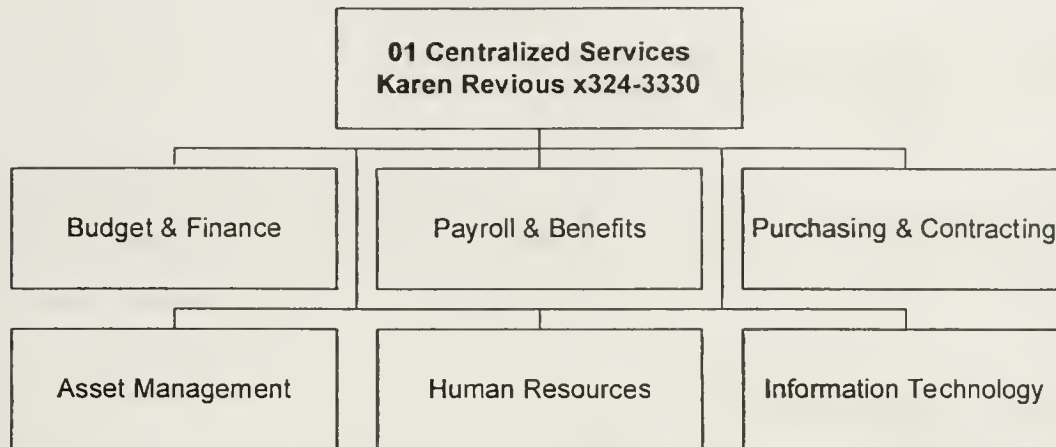 01 Centralized Services
Karen Revious x324-3330
Budget & Finance
Payroll & Benefits
Purchasing & Contracting
Asset Management
Human Resources
Information Technology